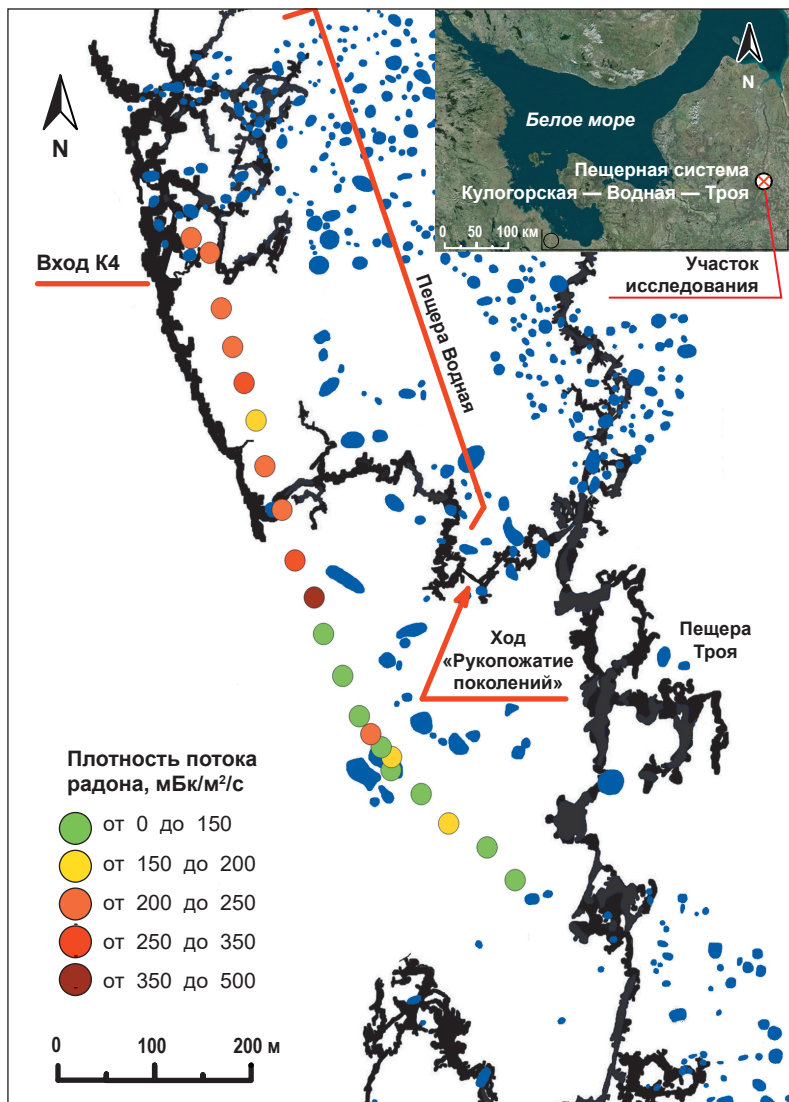 N
Белое море
N
Пещерная система
Кулогорская — Водная — Троя
0 50 100 км
Вход К4
Участок
исследования
Пещера Водная
Ход
«Рукопожатие
поколений»
Пещера
Троя
Плотность потока
радона, мБк/м²/с
от 0 до 150
от 150 до 200
от 200 до 250
от 250 до 350
от 350 до 500
0 100 200 м